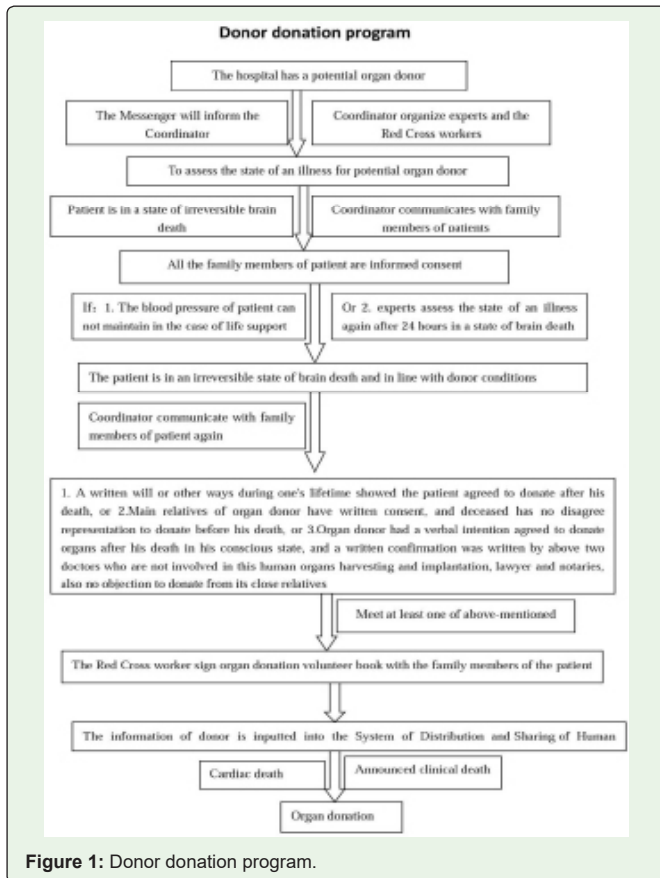 Donor donation program
The hospital has a potential organ donor
The Messenger will inform the
Coordinator
Coordinator organize experts and the
Red Cross workers
To assess the state of an illness for potential organ donor
Patient is in a state of irreversible brain
death
Coordinator communicates with family
members of patients
All the family members of patient are informed consent
If: 1. The blood pressure of patient can
not maintain in the case of life support
Or 2. experts assess the state of an illness
again after 24 hours in a state of brain death
The patient is in an irreversible state of brain death and in line with donor conditions
Coordinator communicate with family
members of patient again
1. A written will or other ways during one's lifetime showed the patient agreed to donate after his
death, or 2.Main relatives of organ donor have written consent, and deceased has no disagree
representation to donate before his death, or 3.Organ donor had a verbal intention agreed to donate
organs after his death in his conscious state, and a written confirmation was written by above two
doctors who are not involved in this human organs harvesting and implantation, lawyer and notaries,
also no objection to donate from its close relatives
Meet at least one of above-mentioned
The Red Cross worker sign organ donation volunteer book with the family members of the patient
The information of donor is inputted into the System of Distribution and Sharing of Human
Cardiac death
Announced clinical death
Organ donation
Figure 1: Donor donation program.